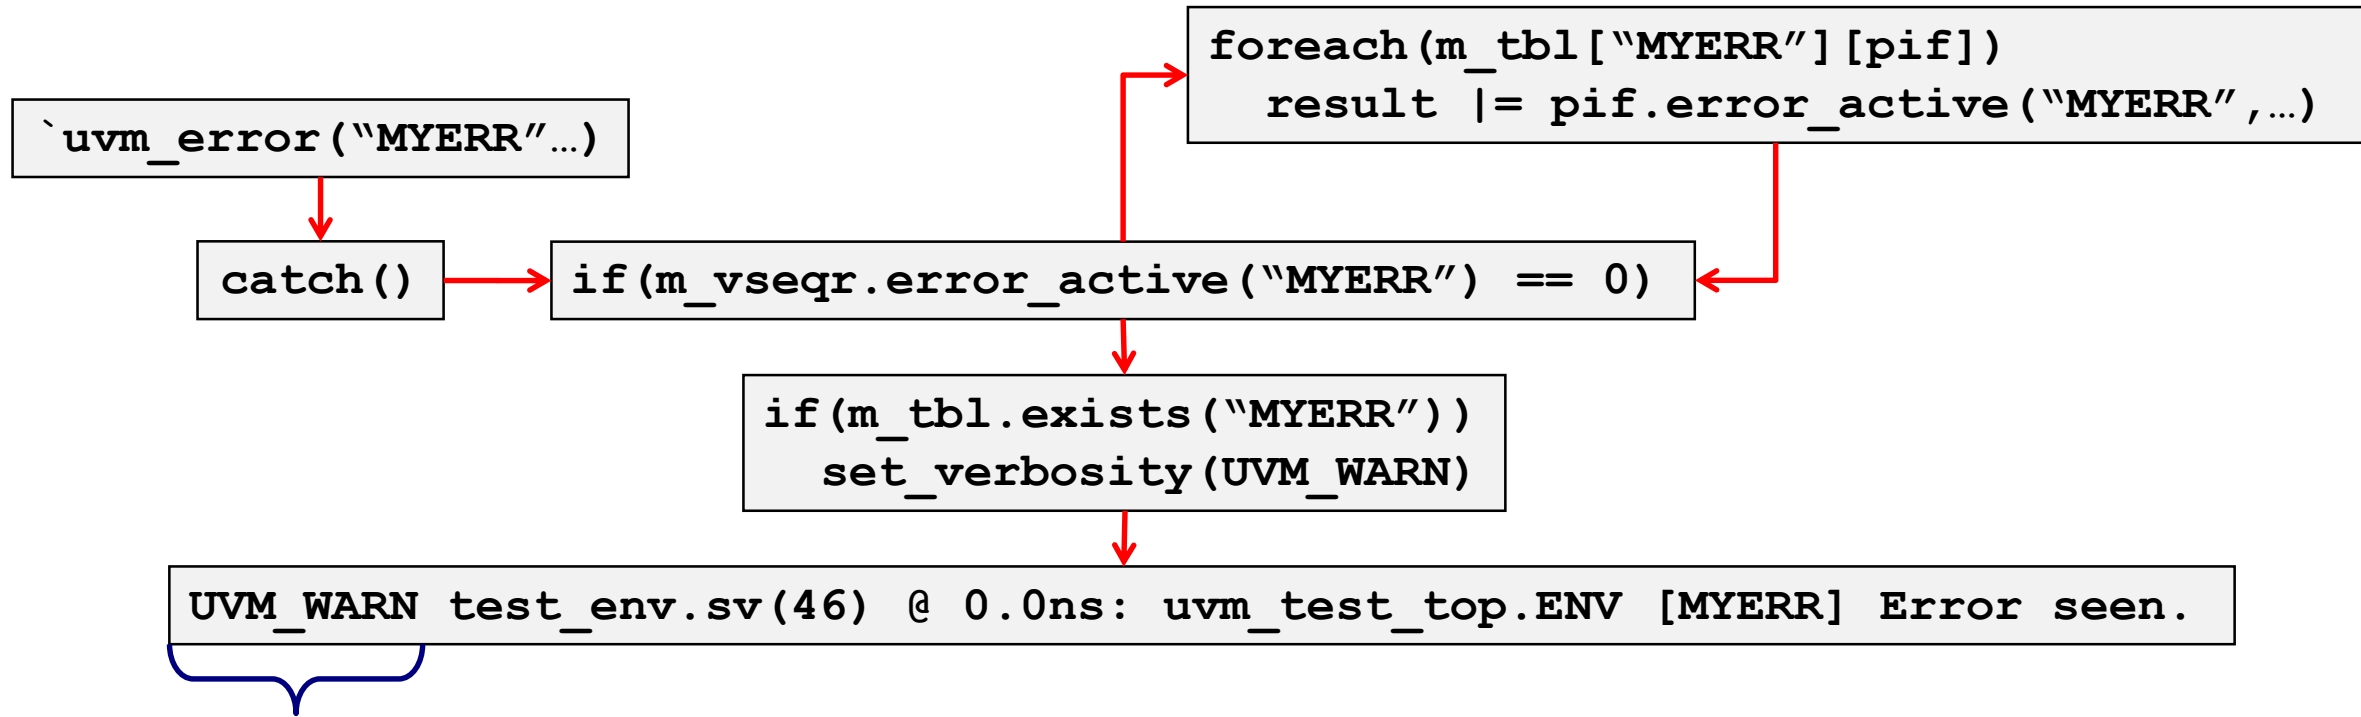 foreach(m_tbl[“MYERR”][pif])
result |= pif.error_active(“MYERR”,…)
`uvm_error(“MYERR”…)
catch()
if(m_vseqr.error_active(“MYERR”) == 0)
if(m_tbl.exists(“MYERR”))
set_verbosity(UVM_WARN)
UVM_WARN test_env.sv(46) @ 0.0ns: uvm_test_top.ENV [MYERR] Error seen.